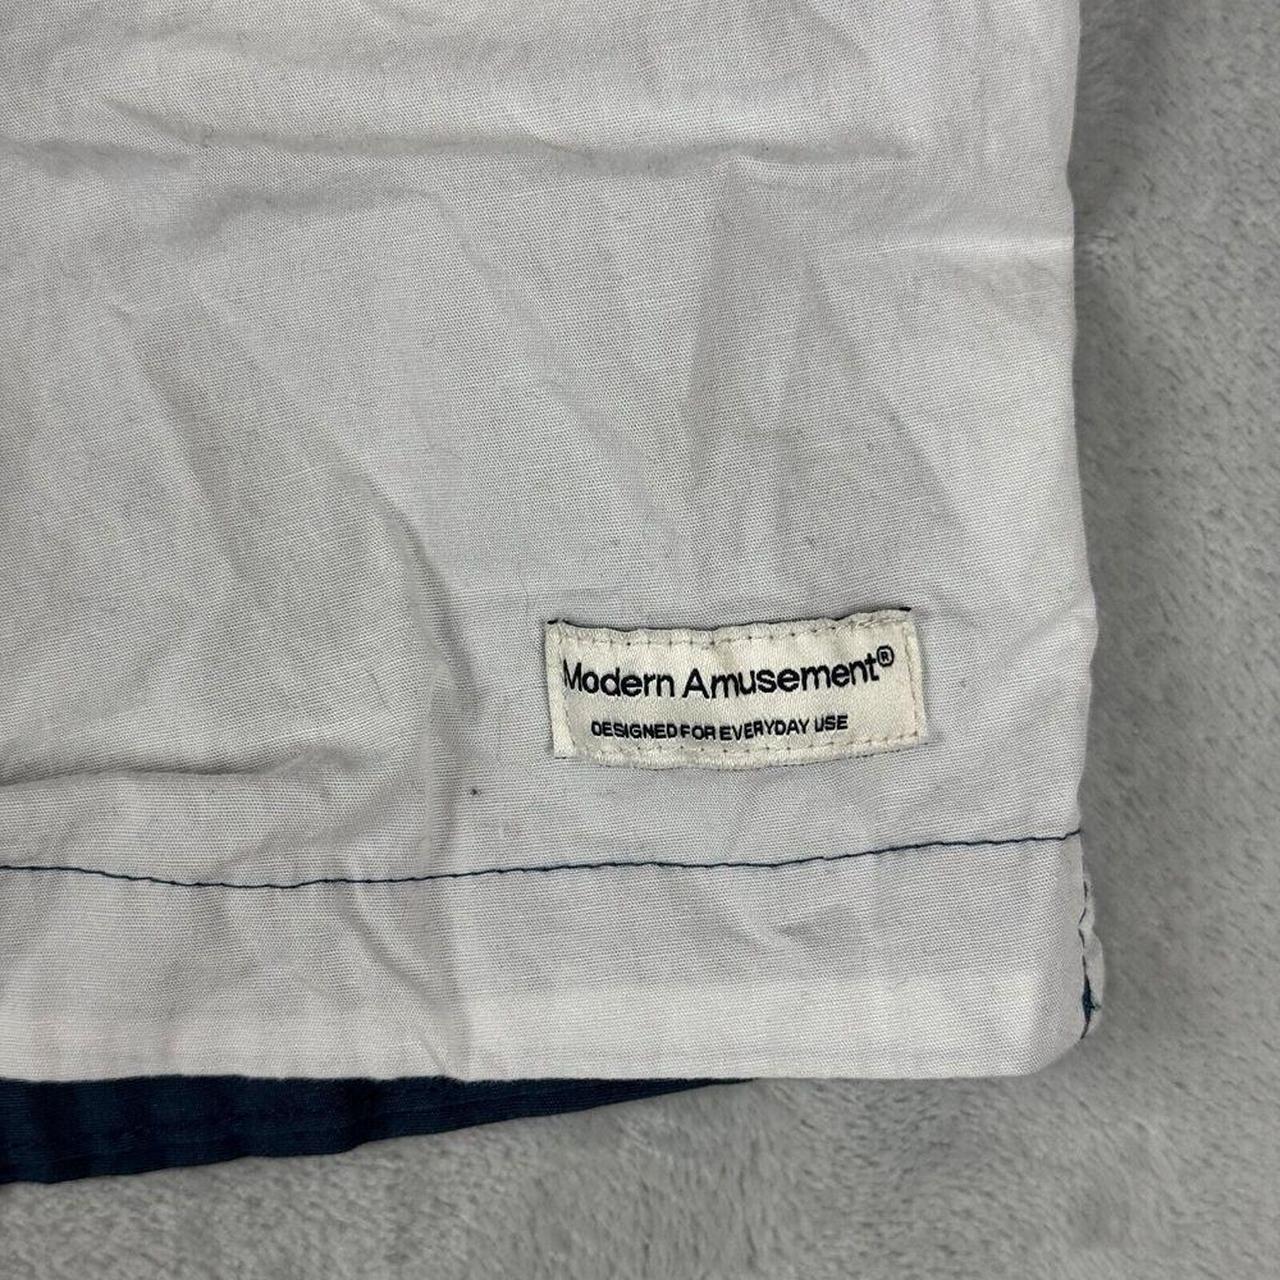 Modern Amusement®
DESIGNED FOR EVERYDAY USE